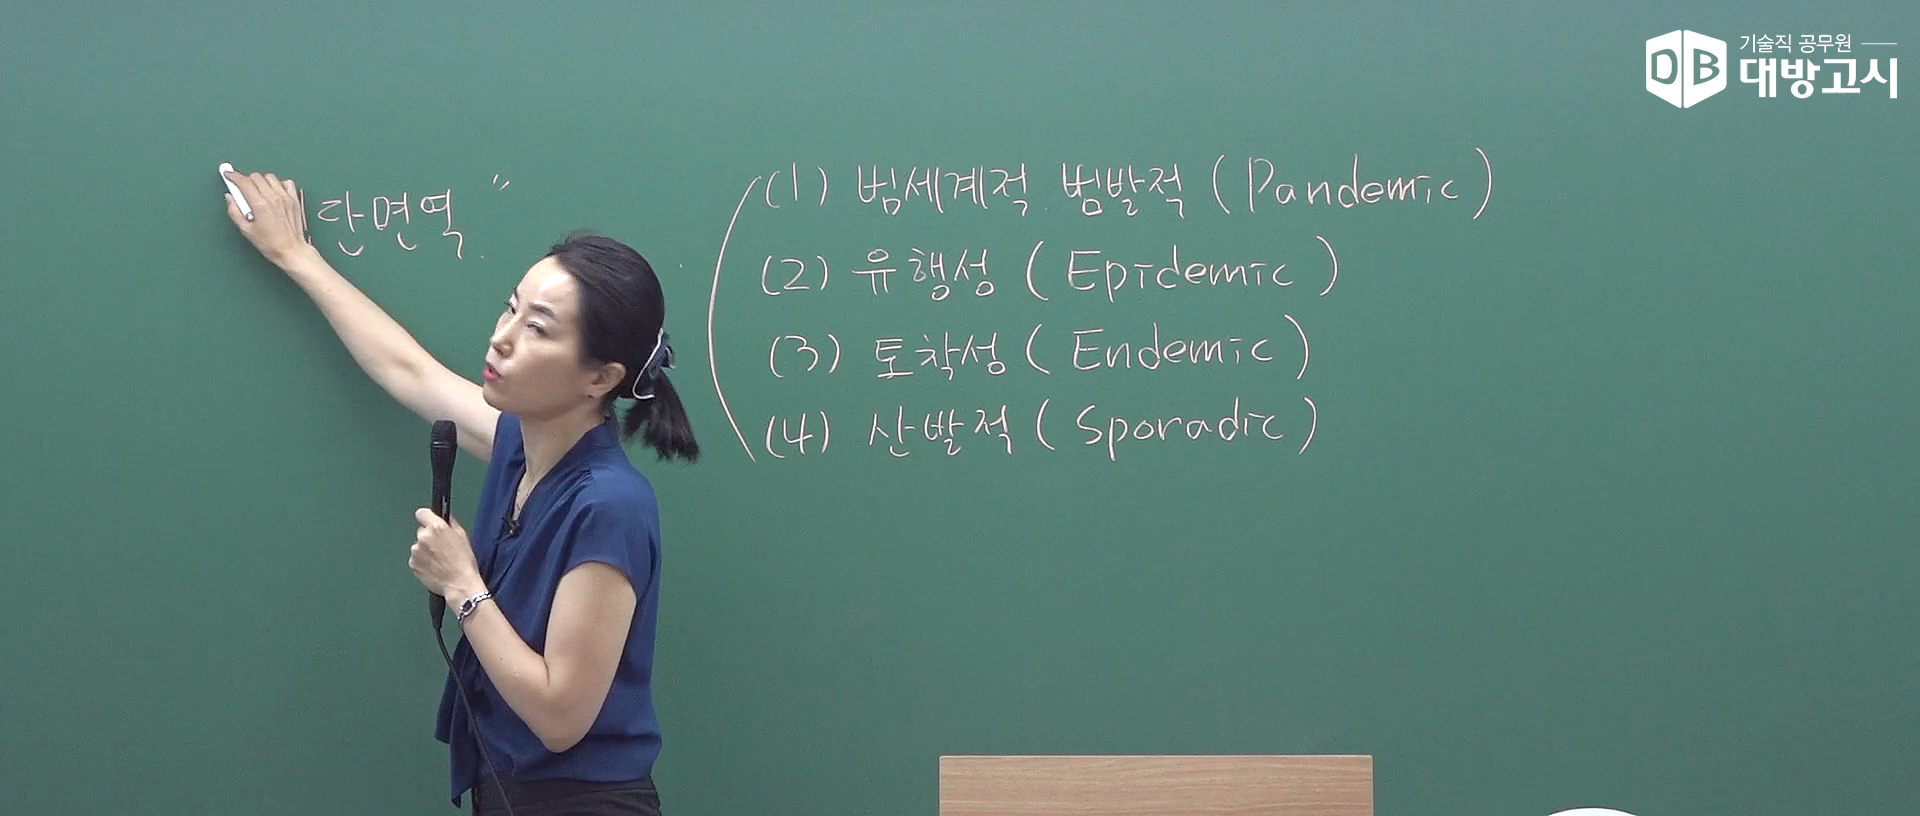 기술직 공무원
DB 대방고시
단면역 "
(1) 범세계적 범발적 (Pandemic)
(2) 유행성 (Epidemic)
(3) 토착성 (Endemic)
(4) 산발적 (Sporadic)